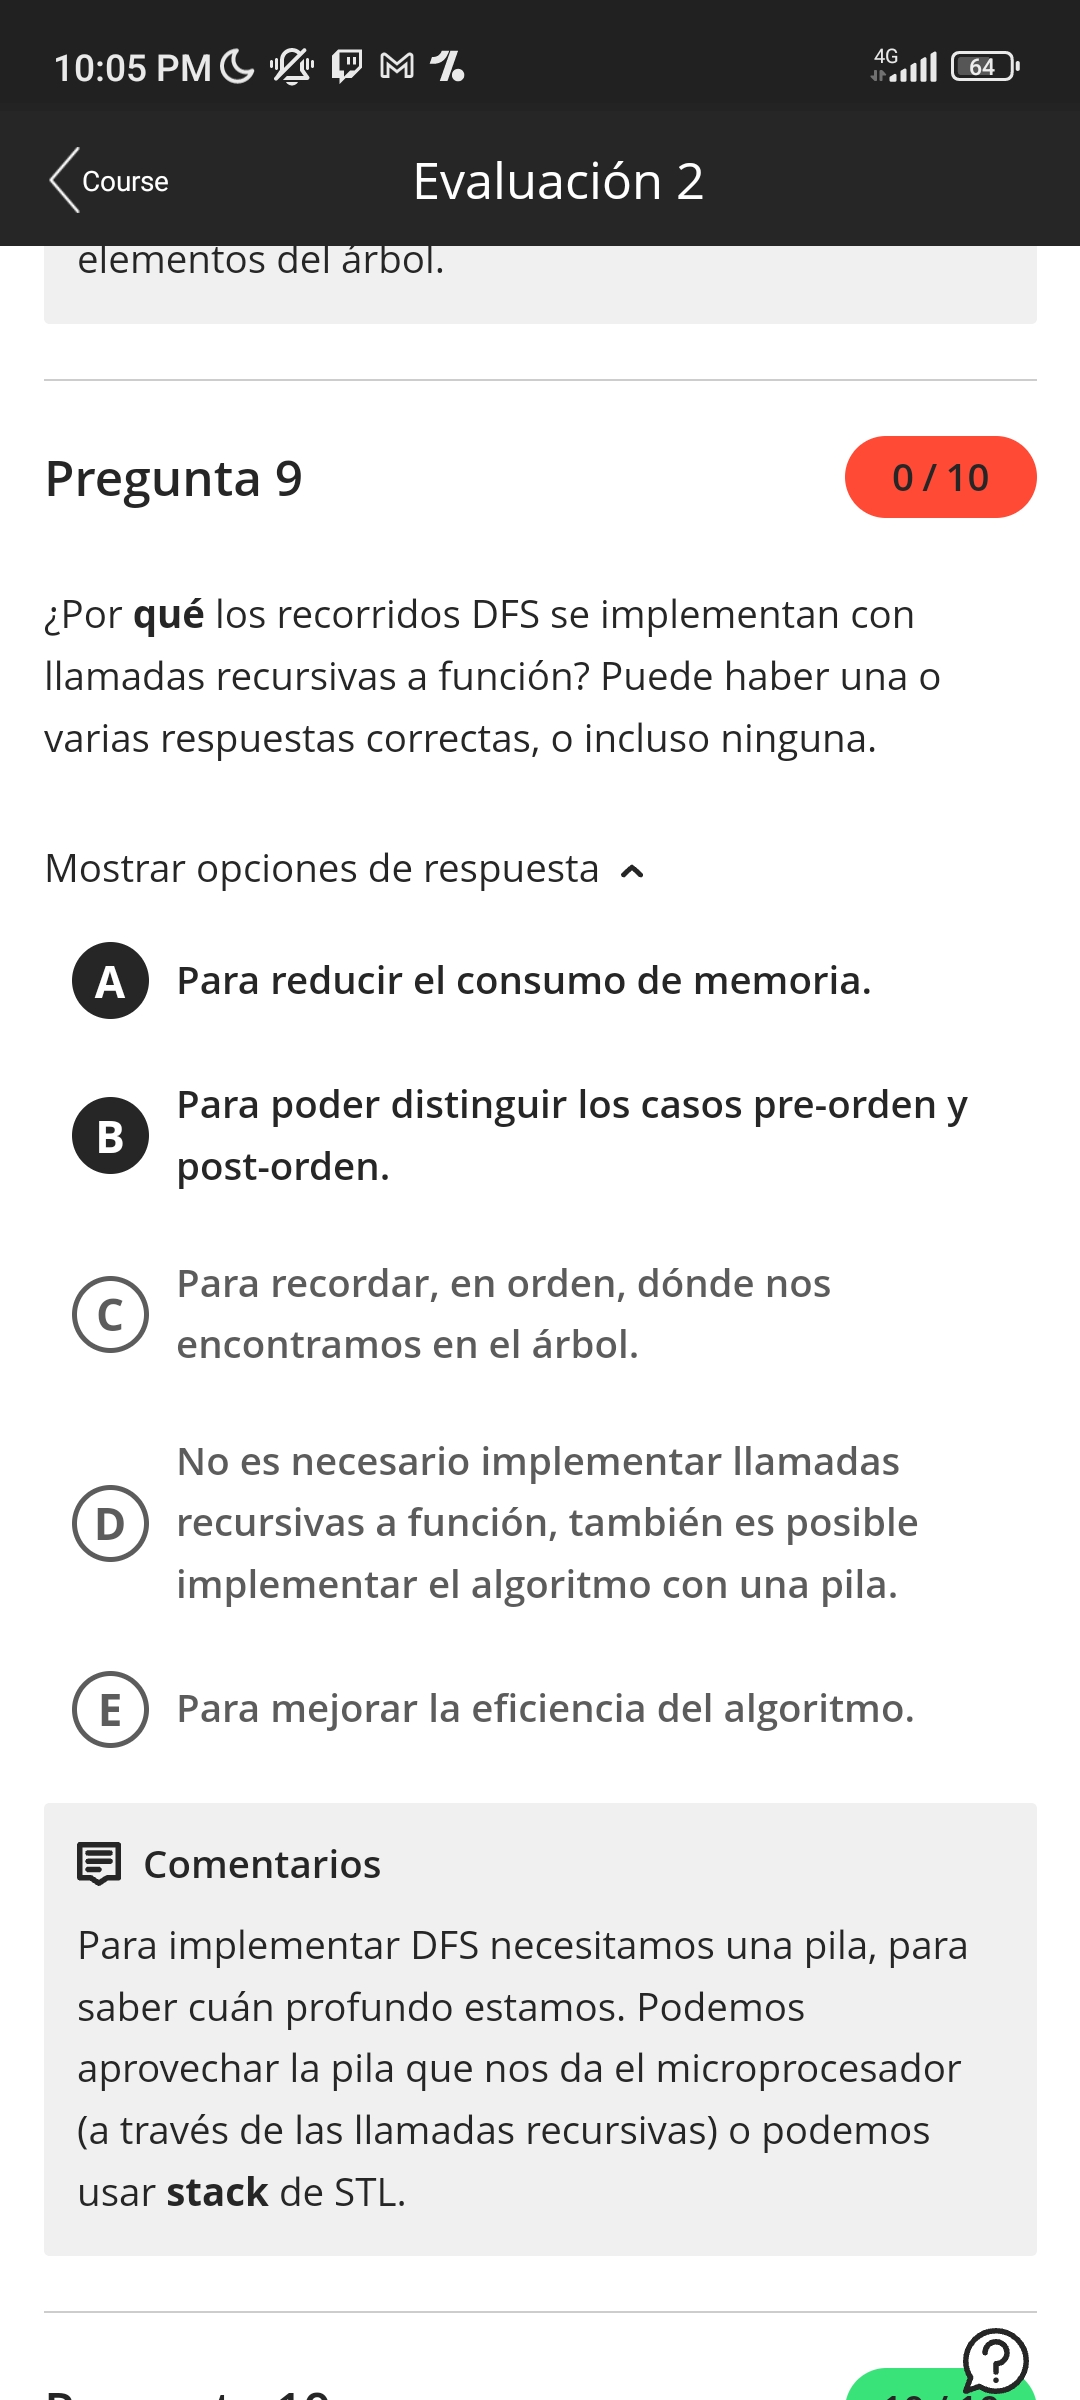 10:05 PM
4G
64
Course
Evaluación 2
elementos del árbol.
Pregunta 9
0 / 10
¿Por qué los recorridos DFS se implementan con
llamadas recursivas a función? Puede haber una o
varias respuestas correctas, o incluso ninguna.
Mostrar opciones de respuesta
A Para reducir el consumo de memoria.
B Para poder distinguir los casos pre-orden y
post-orden.
C Para recordar, en orden, dónde nos
encontramos en el árbol.
D No es necesario implementar llamadas
recursivas a función, también es posible
implementar el algoritmo con una pila.
E Para mejorar la eficiencia del algoritmo.
Comentarios
Para implementar DFS necesitamos una pila, para
saber cuán profundo estamos. Podemos
aprovechar la pila que nos da el microprocesador
(a través de las llamadas recursivas) o podemos
usar stack de STL.